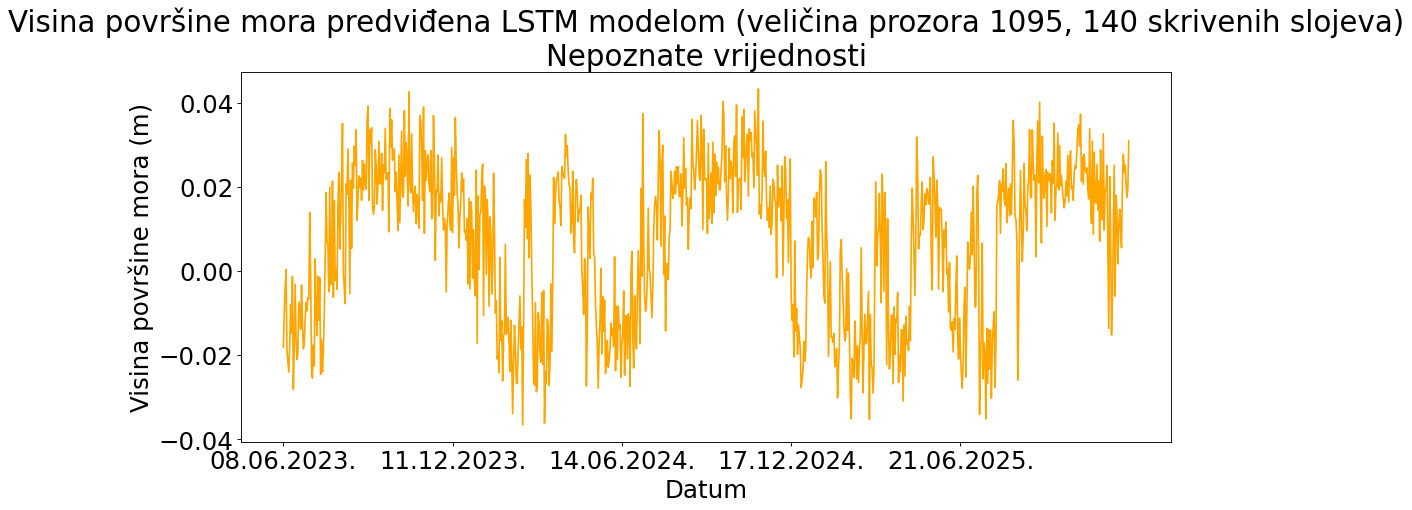 Visina površine mora predviđena LSTM modelom (veličina prozora 1095, 140 skrivenih slojeva)
Nepoznate vrijednosti
Visina površine mora (m)
0.04
0.02
0.00
−0.02
−0.04
08.06.2023. 11.12.2023. 14.06.2024. 17.12.2024. 21.06.2025.
Datum